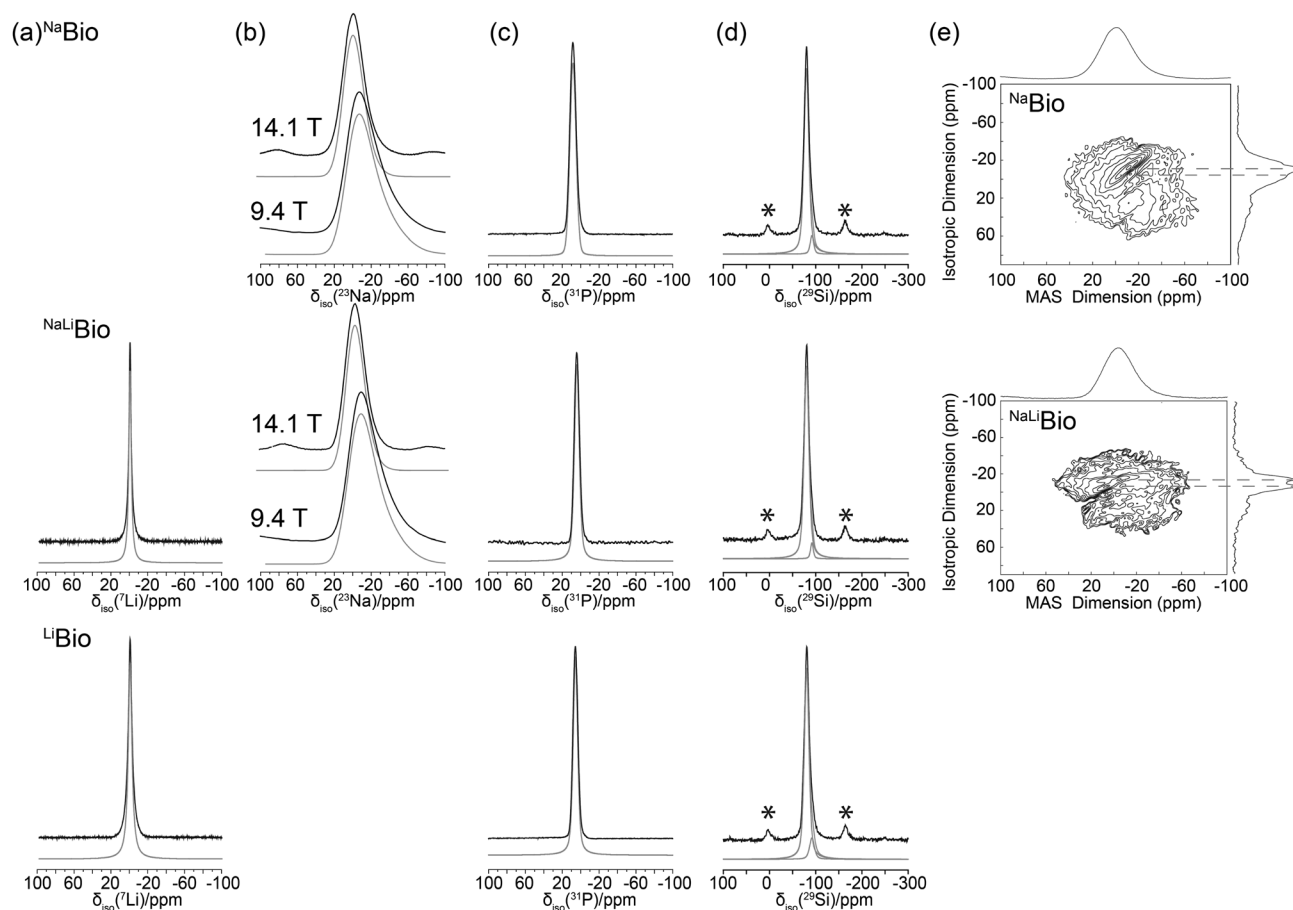 (a) NaBio
(b)
(c)
(d)
(e)
14.1 T
9.4 T
100 60 20 -20 -60 -100
δiso(23Na)/ppm
100 60 20 -20 -60 -100
δiso(31P)/ppm
* *
100 0 -100 -200 -300
δiso(29Si)/ppm
NaBio
-100
-60
-20
20
60
Isotropic Dimension (ppm)
100 60 20 -20 -60 -100
MAS Dimension (ppm)
NaLiBio
100 60 20 -20 -60 -100
δiso(7Li)/ppm
14.1 T
9.4 T
100 60 20 -20 -60 -100
δiso(23Na)/ppm
100 60 20 -20 -60 -100
δiso(31P)/ppm
* *
100 0 -100 -200 -300
δiso(29Si)/ppm
NaLiBio
-100
-60
-20
20
60
Isotropic Dimension (ppm)
100 60 20 -20 -60 -100
MAS Dimension (ppm)
LiBio
100 60 20 -20 -60 -100
δiso(7Li)/ppm
100 60 20 -20 -60 -100
δiso(31P)/ppm
* *
100 0 -100 -200 -300
δiso(29Si)/ppm